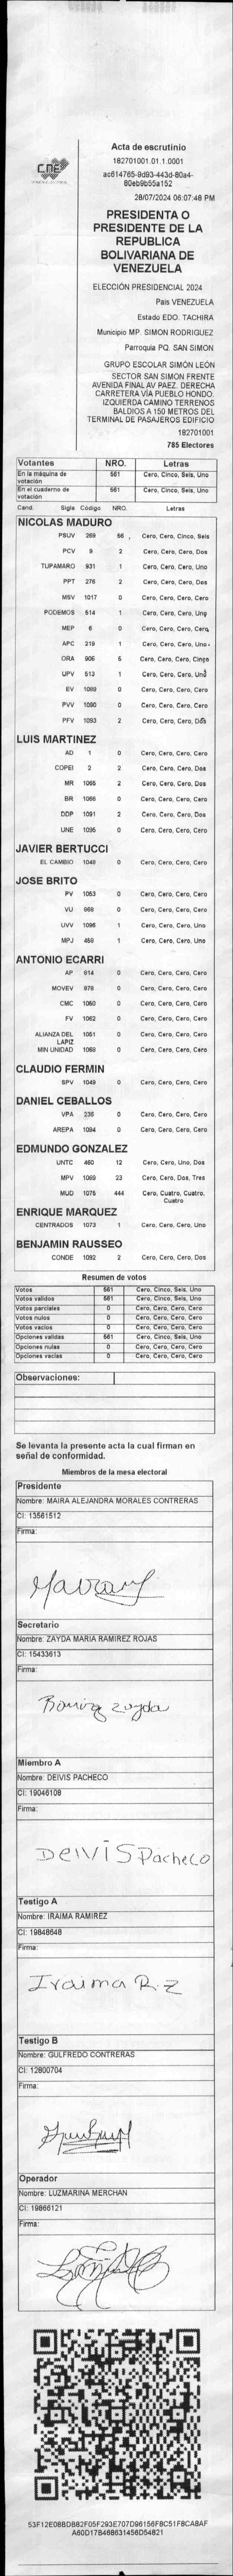 CNE
Acta de escrutinio
182701001.01.1.0001
ac614765-9d93-443d-80a4-
80eb9b55a152
28/07/2024 06:07:48 PM
PRESIDENTA O
PRESIDENTE DE LA
REPUBLICA
BOLIVARIANA DE
VENEZUELA
ELECCIÓN PRESIDENCIAL 2024
Pais VENEZUELA
Estado EDO. TACHIRA
Municipio MP. SIMON RODRIGUEZ
Parroquia PQ. SAN SIMON
GRUPO ESCOLAR SIMÓN LEÓN
SECTOR SAN SIMON FRENTE
AVENIDA FINAL AV PAEZ. DERECHA
CARRETERA VÍA PUEBLO HONDO.
IZQUIERDA CAMINO TERRENOS
BALDIOS A 150 METROS DEL
TERMINAL DE PASAJEROS EDIFICIO
182701001
785 Electores
Votantes NRO. Letras
En la máquina de votación 561 Cero, Cinco, Seis, Uno
En el cuaderno de votación 561 Cero, Cinco, Seis, Uno
Cand. Sigla Código NRO. Letras
NICOLAS MADURO
PSUV 269 56 Cero, Cero, Cinco, Seis
PCV 9 2 Cero, Cero, Cero, Dos
TUPAMARO 931 1 Cero, Cero, Cero, Uno
PPT 276 2 Cero, Cero, Cero, Dos
MSV 1017 0 Cero, Cero, Cero, Cero
PODEMOS 514 1 Cero, Cero, Cero, Uno
MEP 6 0 Cero, Cero, Cero, Cero
APC 219 1 Cero, Cero, Cero, Uno
ORA 906 5 Cero, Cero, Cero, Cinco
UPV 513 1 Cero, Cero, Cero, Uno
EV 1089 0 Cero, Cero, Cero, Cero
PVV 1090 0 Cero, Cero, Cero, Cero
PFV 1093 2 Cero, Cero, Cero, Dos
LUIS MARTINEZ
AD 1 0 Cero, Cero, Cero, Cero
COPEI 2 2 Cero, Cero, Cero, Dos
MR 1065 2 Cero, Cero, Cero, Dos
BR 1066 0 Cero, Cero, Cero, Cero
DDP 1091 2 Cero, Cero, Cero, Dos
UNE 1095 0 Cero, Cero, Cero, Cero
JAVIER BERTUCCI
EL CAMBIO 1048 0 Cero, Cero, Cero, Cero
JOSE BRITO
PV 1053 0 Cero, Cero, Cero, Cero
VU 968 0 Cero, Cero, Cero, Cero
UVV 1096 1 Cero, Cero, Cero, Uno
MPJ 459 1 Cero, Cero, Cero, Uno
ANTONIO ECARRI
AP 814 0 Cero, Cero, Cero, Cero
MOVEV 878 0 Cero, Cero, Cero, Cero
CMC 1060 0 Cero, Cero, Cero, Cero
FV 1062 0 Cero, Cero, Cero, Cero
ALIANZA DEL LAPIZ 1051 0 Cero, Cero, Cero, Cero
MIN UNIDAD 1068 0 Cero, Cero, Cero, Cero
CLAUDIO FERMIN
SPV 1049 0 Cero, Cero, Cero, Cero
DANIEL CEBALLOS
VPA 236 0 Cero, Cero, Cero, Cero
AREPA 1094 0 Cero, Cero, Cero, Cero
EDMUNDO GONZALEZ
UNTC 460 12 Cero, Cero, Uno, Dos
MPV 1069 23 Cero, Cero, Dos, Tres
MUD 1075 444 Cero, Cuatro, Cuatro, Cuatro
ENRIQUE MARQUEZ
CENTRADOS 1073 1 Cero, Cero, Cero, Uno
BENJAMIN RAUSSEO
CONDE 1092 2 Cero, Cero, Cero, Dos
Resumen de votos
Votos 561 Cero, Cinco, Seis, Uno
Votos validos 561 Cero, Cinco, Seis, Uno
Votos parciales 0 Cero, Cero, Cero, Cero
Votos nulos 0 Cero, Cero, Cero, Cero
Votos vacios 0 Cero, Cero, Cero, Cero
Opciones validas 561 Cero, Cinco, Seis, Uno
Opciones nulas 0 Cero, Cero, Cero, Cero
Opciones vacias 0 Cero, Cero, Cero, Cero
Observaciones:
Se levanta la presente acta la cual firman en
señal de conformidad.
Miembros de la mesa electoral
Presidente
Nombre: MAIRA ALEJANDRA MORALES CONTRERAS
CI: 13561512
Firma:
Secretario
Nombre: ZAYDA MARIA RAMIREZ ROJAS
CI: 15433613
Firma:
Miembro A
Nombre: DEIVIS PACHECO
CI: 19046108
Firma:
Deivis Pacheco
Testigo A
Nombre: IRAIMA RAMIREZ
CI: 19848648
Firma:
Iraima R.Z
Testigo B
Nombre: GULFREDO CONTRERAS
CI: 12800704
Firma:
Operador
Nombre: LUZMARINA MERCHAN
CI: 19866121
Firma:
53F12E08BDB82F05F293E707D96156F8C51F8CABAF
A60D17B468631456D54821